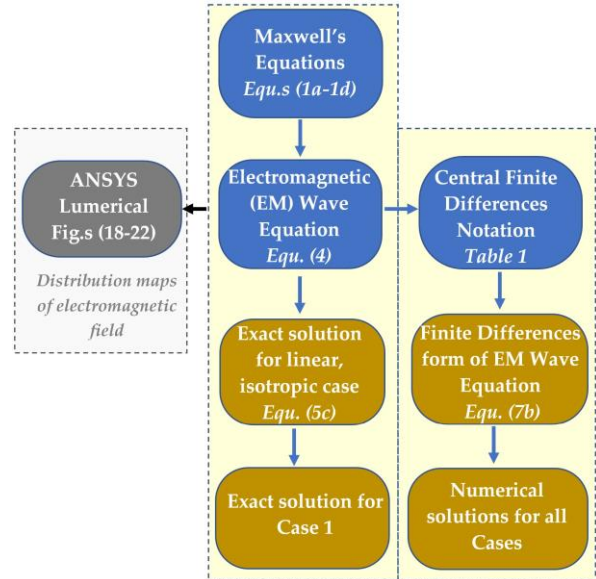 Maxwell's
Equations
Equ.s (1a-1d)
ANSYS
Lumerical
Fig.s (18-22)
Distribution maps
of electromagnetic
field
Electromagnetic
(EM) Wave
Equation
Equ. (4)
Central Finite
Differences
Notation
Table 1
Exact solution
for linear,
isotropic case
Equ. (5c)
Finite Differences
form of EM Wave
Equation
Equ. (7b)
Exact solution for
Case 1
Numerical
solutions for all
Cases